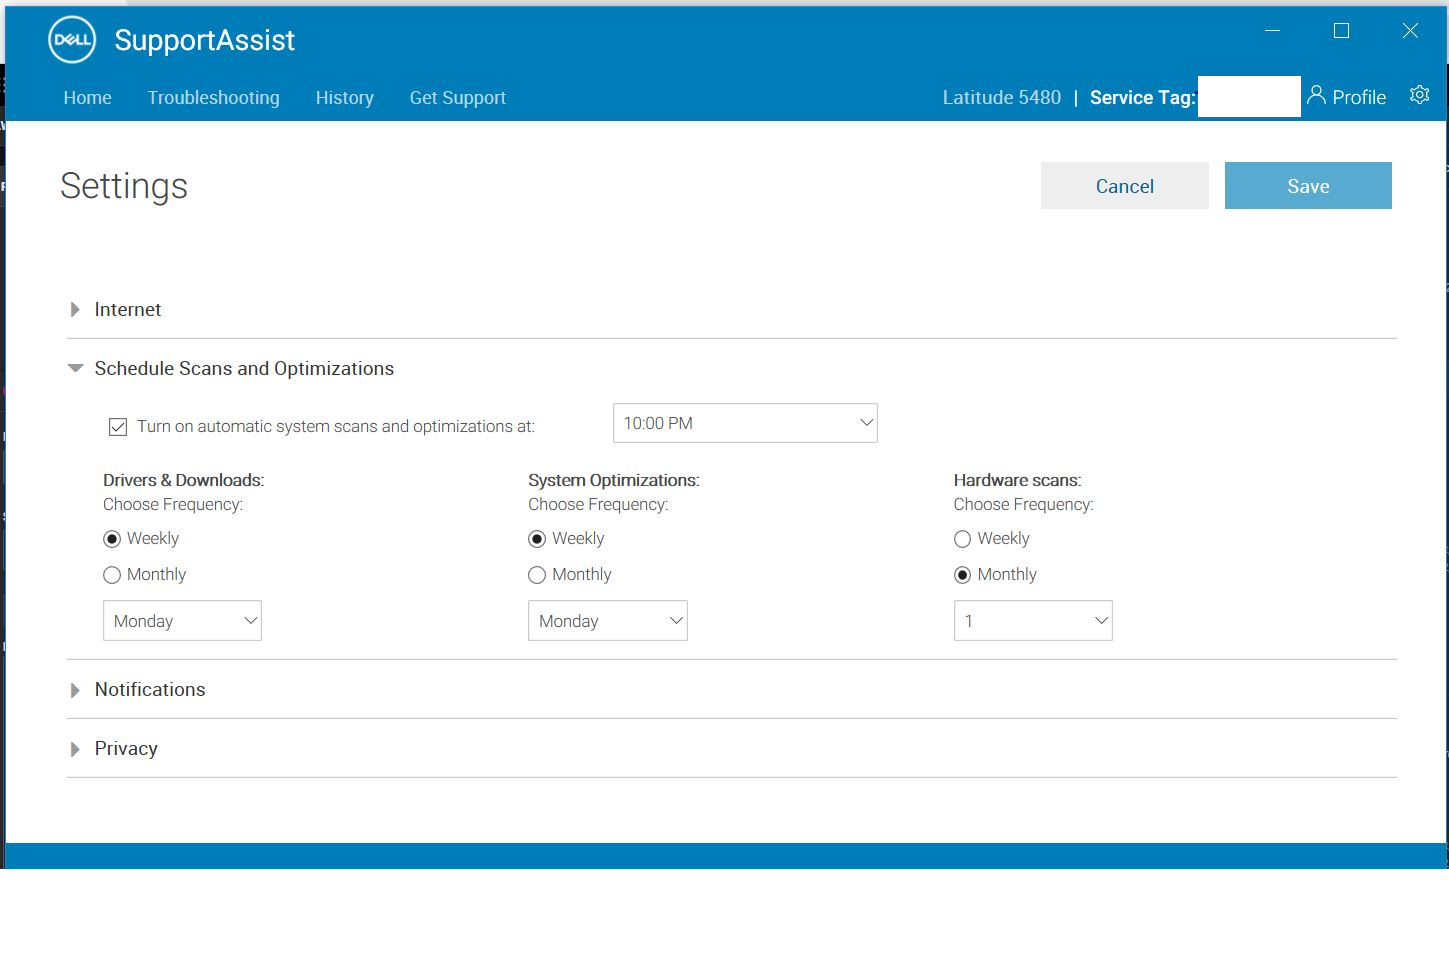 DELL SupportAssist
Home Troubleshooting History Get Support Latitude 5480 | Service Tag: Profile
Settings Cancel Save
Internet
Schedule Scans and Optimizations
Turn on automatic system scans and optimizations at: 10:00 PM
Drivers & Downloads: System Optimizations: Hardware scans:
Choose Frequency: Choose Frequency: Choose Frequency:
Weekly Weekly Weekly
Monthly Monthly Monthly
Monday Monday 1
Notifications
Privacy